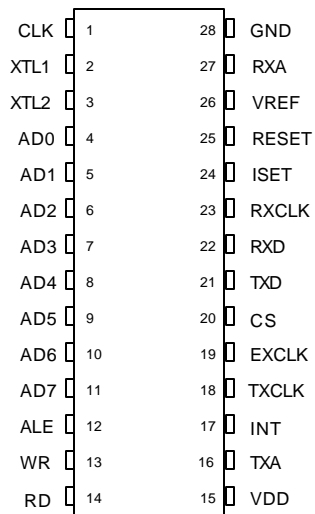 CLK 1 28 GND
XTL1 2 27 RXA
XTL2 3 26 VREF
AD0 4 25 RESET
AD1 5 24 ISET
AD2 6 23 RXCLK
AD3 7 22 RXD
AD4 8 21 TXD
AD5 9 20 CS
AD6 10 19 EXCLK
AD7 11 18 TXCLK
ALE 12 17 INT
WR 13 16 TXA
RD 14 15 VDD